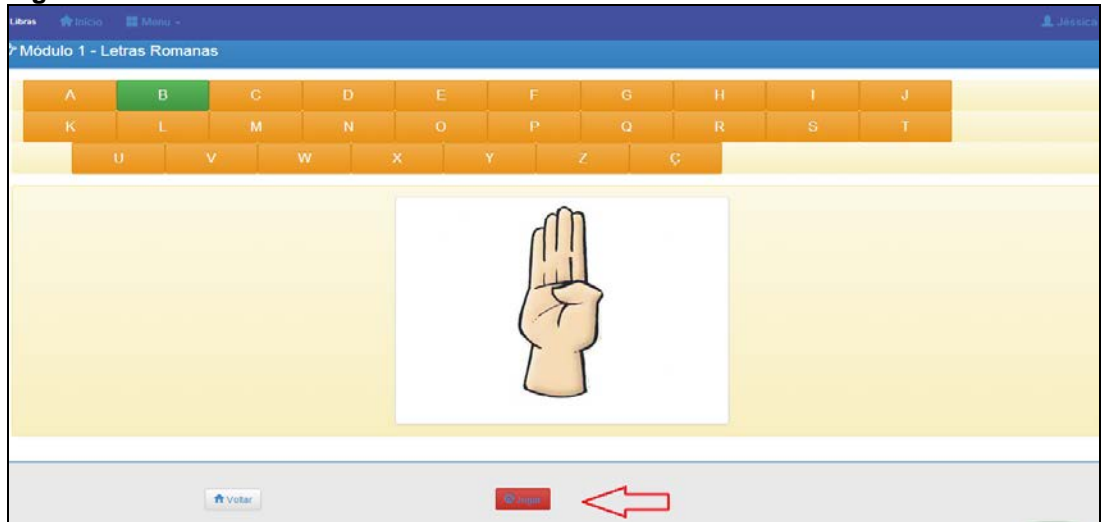 Libras Início Menu Jéssica
Módulo 1 - Letras Romanas
A B C D E F G H I J
K L M N O P Q R S T
U V W X Y Z Ç
Voltar Jogar